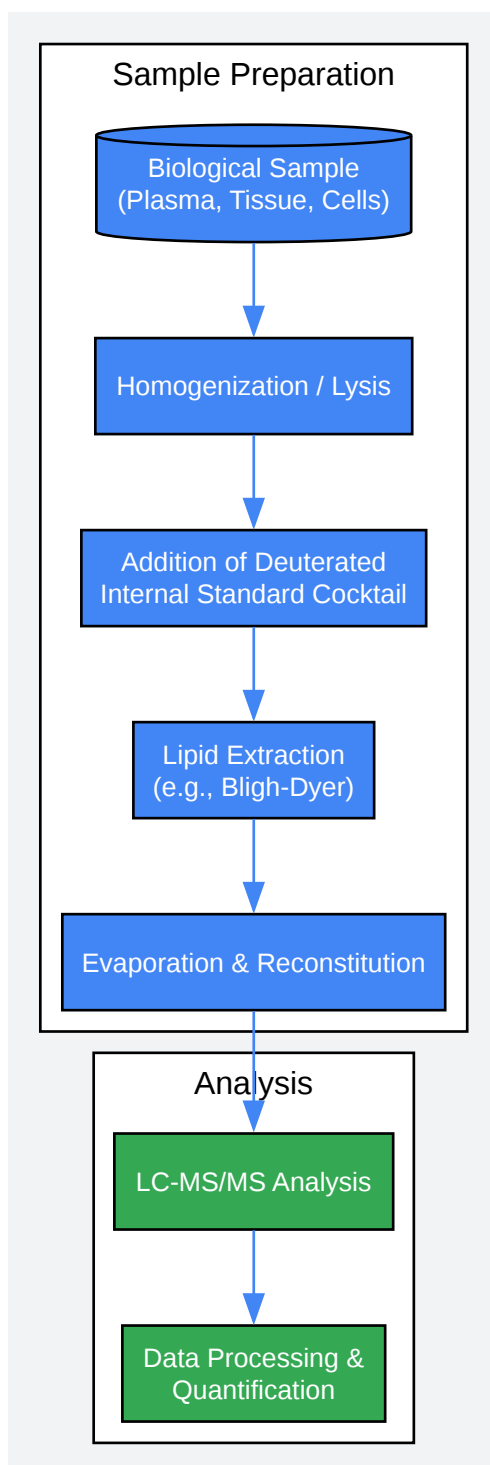 Sample Preparation
Biological Sample
(Plasma, Tissue, Cells)
Homogenization / Lysis
Addition of Deuterated
Internal Standard Cocktail
Lipid Extraction
(e.g., Bligh-Dyer)
Evaporation & Reconstitution
Analysis
LC-MS/MS Analysis
Data Processing &
Quantification